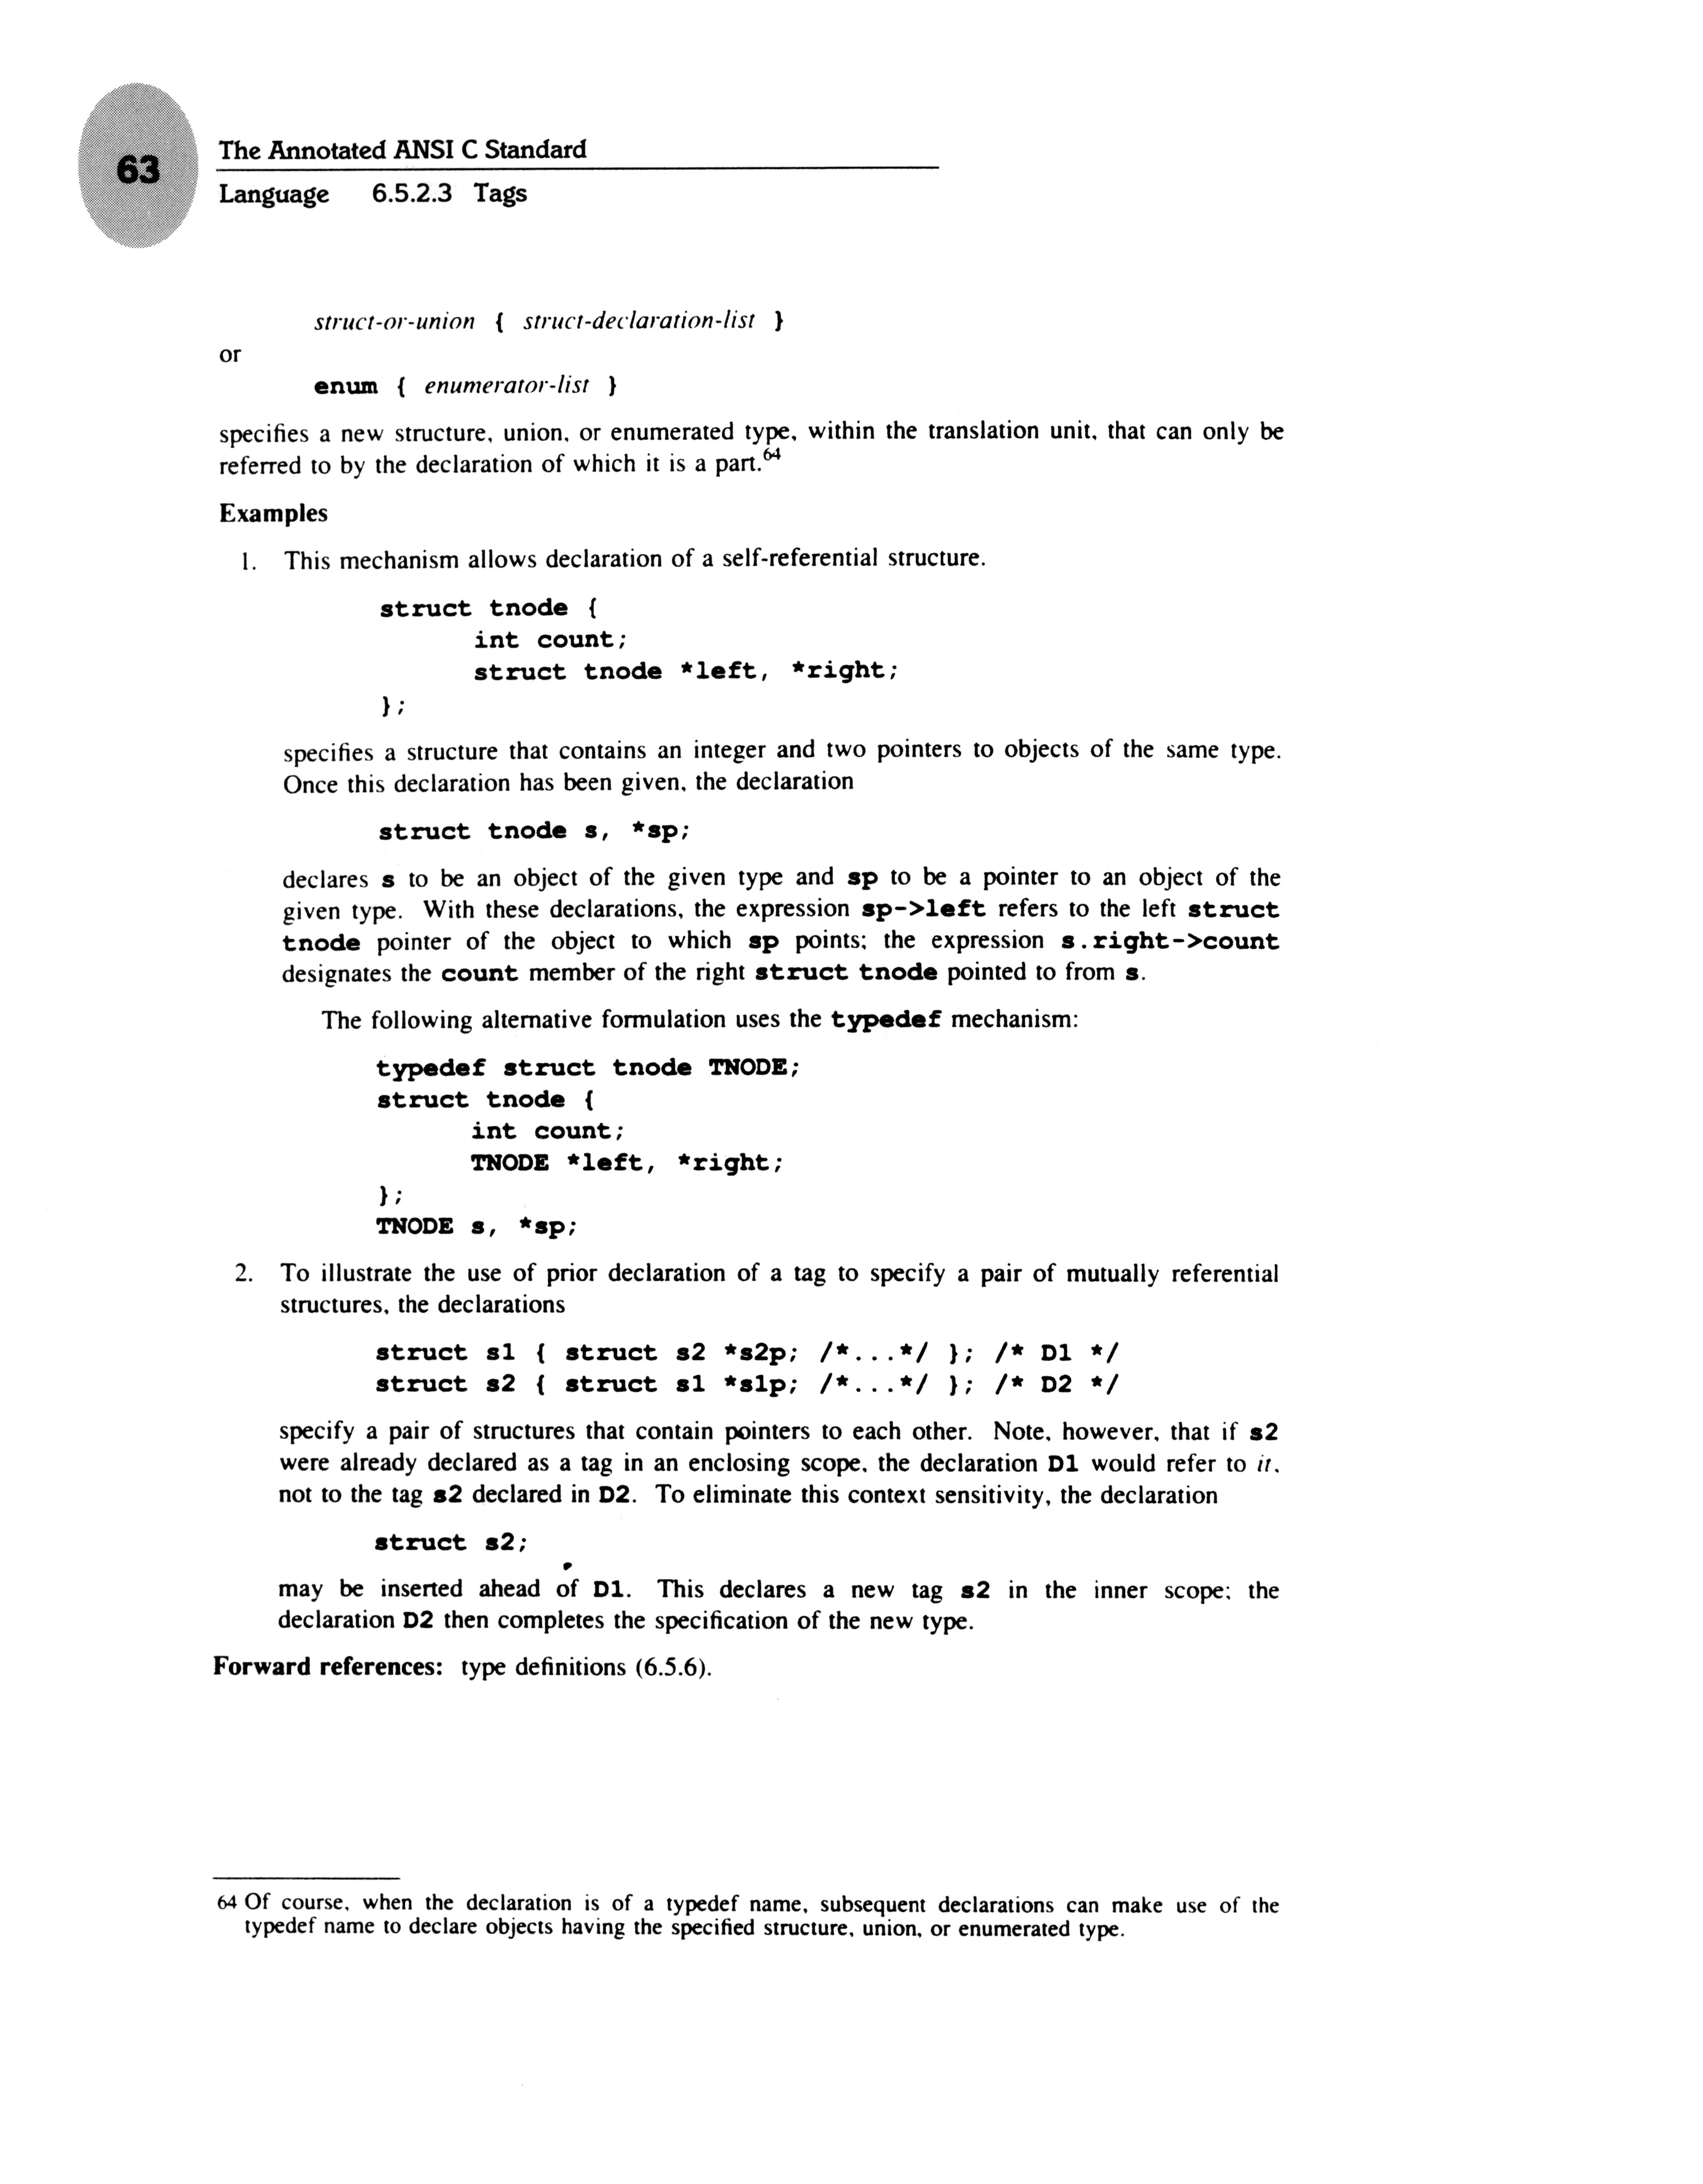 63
The Annotated ANSI C Standard
Language 6.5.2.3 Tags
struct-or-union { struct-declaration-list }
or
enum { enumerator-list }
specifies a new structure, union, or enumerated type, within the translation unit, that can only be
referred to by the declaration of which it is a part.64
Examples
1. This mechanism allows declaration of a self-referential structure.
struct tnode {
int count;
struct tnode *left, *right;
};
specifies a structure that contains an integer and two pointers to objects of the same type.
Once this declaration has been given, the declaration
struct tnode s, *sp;
declares s to be an object of the given type and sp to be a pointer to an object of the
given type. With these declarations, the expression sp->left refers to the left struct
tnode pointer of the object to which sp points; the expression s.right->count
designates the count member of the right struct tnode pointed to from s.
The following alternative formulation uses the typedef mechanism:
typedef struct tnode TNODE;
struct tnode {
int count;
TNODE *left, *right;
};
TNODE s, *sp;
2. To illustrate the use of prior declaration of a tag to specify a pair of mutually referential
structures, the declarations
struct s1 { struct s2 *s2p; /*...*/ }; /* D1 */
struct s2 { struct s1 *s1p; /*...*/ }; /* D2 */
specify a pair of structures that contain pointers to each other. Note, however, that if s2
were already declared as a tag in an enclosing scope, the declaration D1 would refer to it,
not to the tag s2 declared in D2. To eliminate this context sensitivity, the declaration
struct s2;
may be inserted ahead of D1. This declares a new tag s2 in the inner scope; the
declaration D2 then completes the specification of the new type.
Forward references: type definitions (6.5.6).
64 Of course, when the declaration is of a typedef name, subsequent declarations can make use of the
typedef name to declare objects having the specified structure, union, or enumerated type.